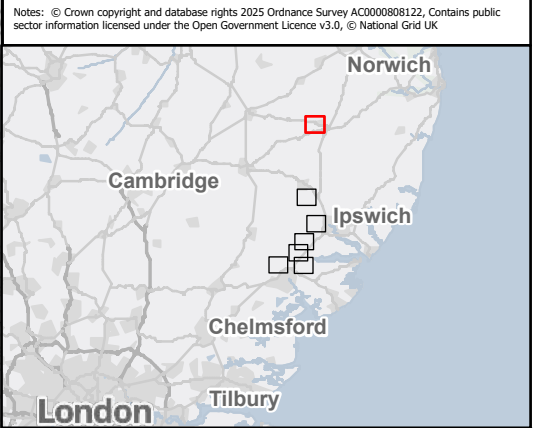 Notes: © Crown copyright and database rights 2025 Ordnance Survey AC0000808122, Contains public
sector information licensed under the Open Government Licence v3.0, © National Grid UK
Norwich
Cambridge
Ipswich
Chelmsford
Tilbury
London